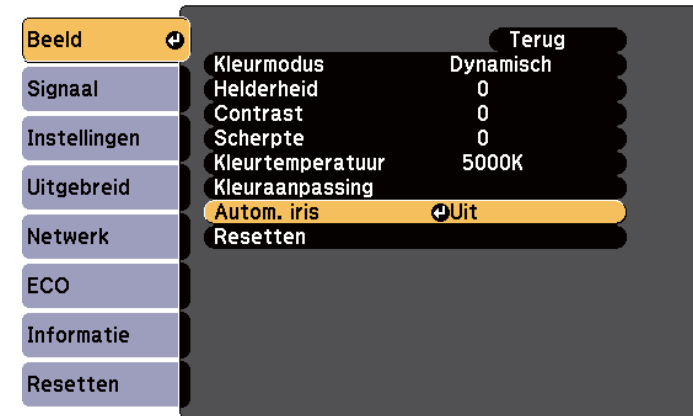 Beeld
Signaal
Instellingen
Uitgebreid
Netwerk
ECO
Informatie
Resetten
Terug
Kleurmodus Dynamisch
Helderheid 0
Contrast 0
Scherpte 0
Kleurtemperatuur 5000K
Kleuraanpassing
Autom. iris Uit
Resetten